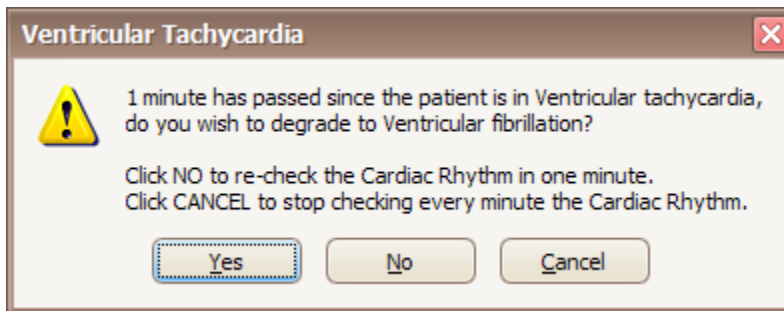 Ventricular Tachycardia
1 minute has passed since the patient is in Ventricular tachycardia,
do you wish to degrade to Ventricular fibrillation?
Click NO to re-check the Cardiac Rhythm in one minute.
Click CANCEL to stop checking every minute the Cardiac Rhythm.
Yes No Cancel